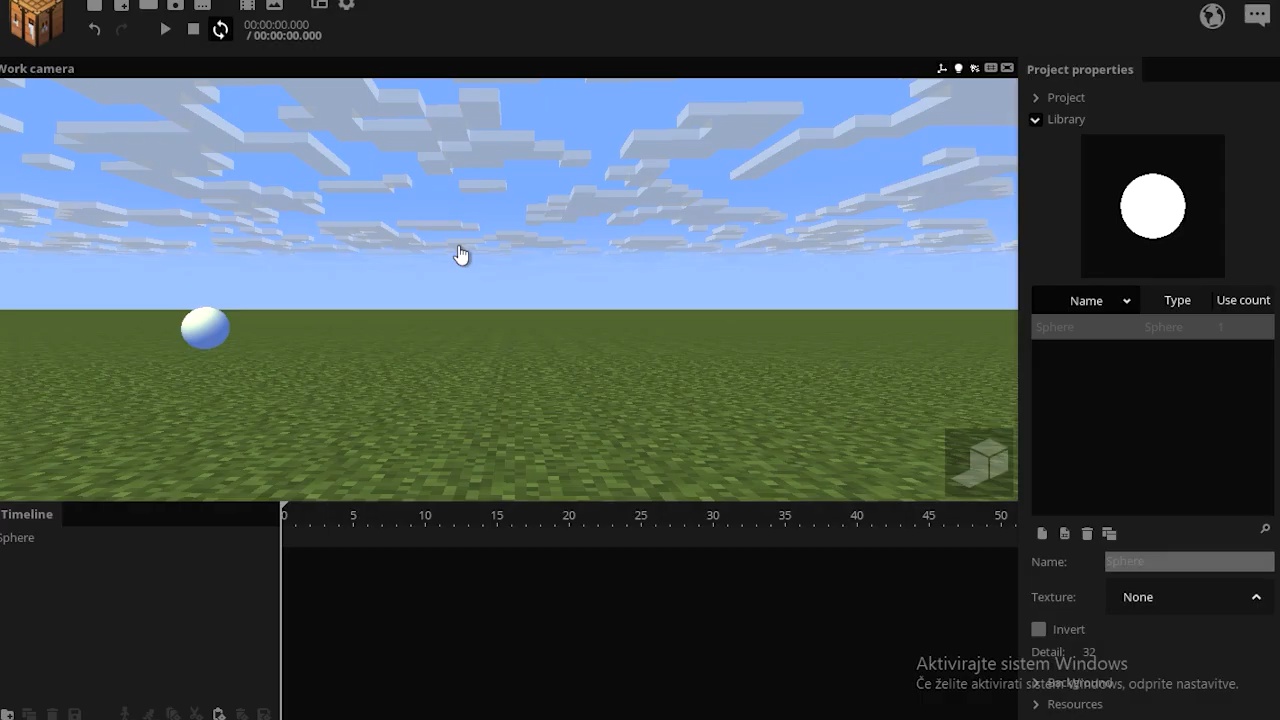 00:00:00.000
/ 00:00:00.000
Work camera
Project properties
Project
Library
Name Type Use count
Sphere Sphere 1
Timeline
0 5 10 15 20 25 30 35 40 45 50
Sphere
Name: Sphere
Texture: None
Invert
Detail: 32
Aktivirajte sistem Windows
Background
Če želite aktivirati sistem Windows, odprite nastavitve.
Resources